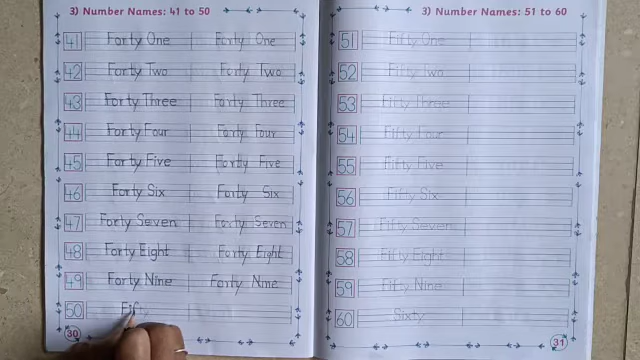 3) Number Names: 41 to 50
41 Forty One Forty One
42 Forty Two Forty Two
43 Forty Three Forty Three
44 Forty Four Forty Four
45 Forty Five Forty Five
46 Forty Six Forty Six
47 Forty Seven Forty Seven
48 Forty Eight Forty Eight
49 Forty Nine Forty Nine
50 Fifty
30
3) Number Names: 51 to 60
51 Fifty One
52 Fifty Two
53 Fifty Three
54 Fifty Four
55 Fifty Five
56 Fifty Six
57 Fifty Seven
58 Fifty Eight
59 Fifty Nine
60 Sixty
31